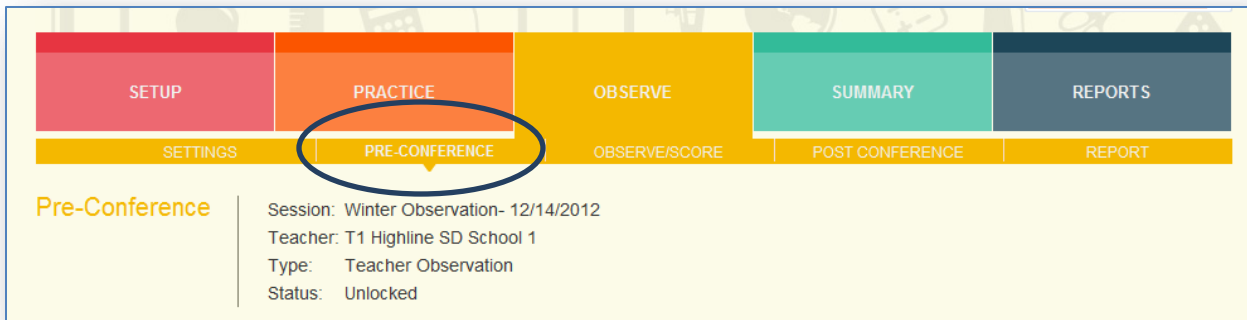 SETUP PRACTICE OBSERVE SUMMARY REPORTS
SETTINGS PRE-CONFERENCE OBSERVE/SCORE POST CONFERENCE REPORT
Pre-Conference
Session: Winter Observation- 12/14/2012
Teacher: T1 Highline SD School 1
Type: Teacher Observation
Status: Unlocked